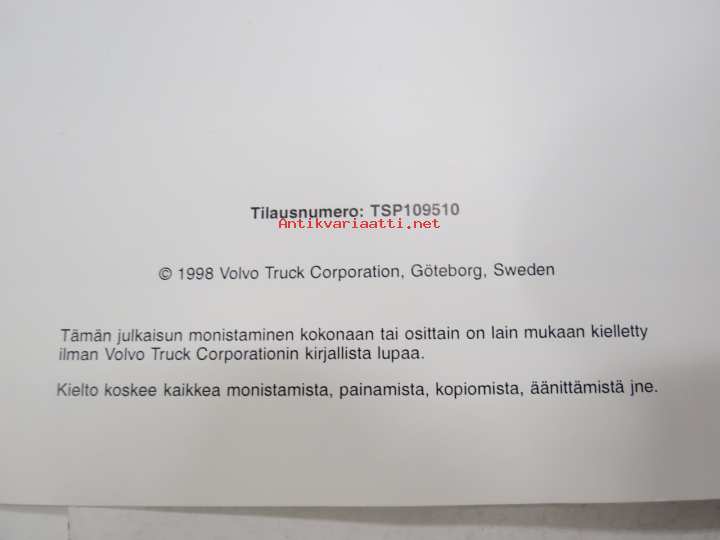 Tilausnumero: TSP109510
Antikvariaatti.net
© 1998 Volvo Truck Corporation, Göteborg, Sweden
Tämän julkaisun monistaminen kokonaan tai osittain on lain mukaan kielletty
ilman Volvo Truck Corporationin kirjallista lupaa.
Kielto koskee kaikkea monistamista, painamista, kopiomista, äänittämistä jne.